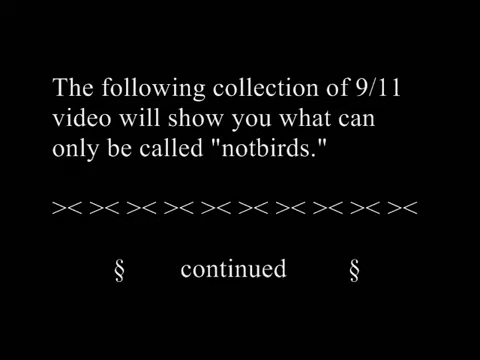 The following collection of 9/11
video will show you what can
only be called "notbirds."
>< >< >< >< >< >< >< >< >< ><
§ continued §